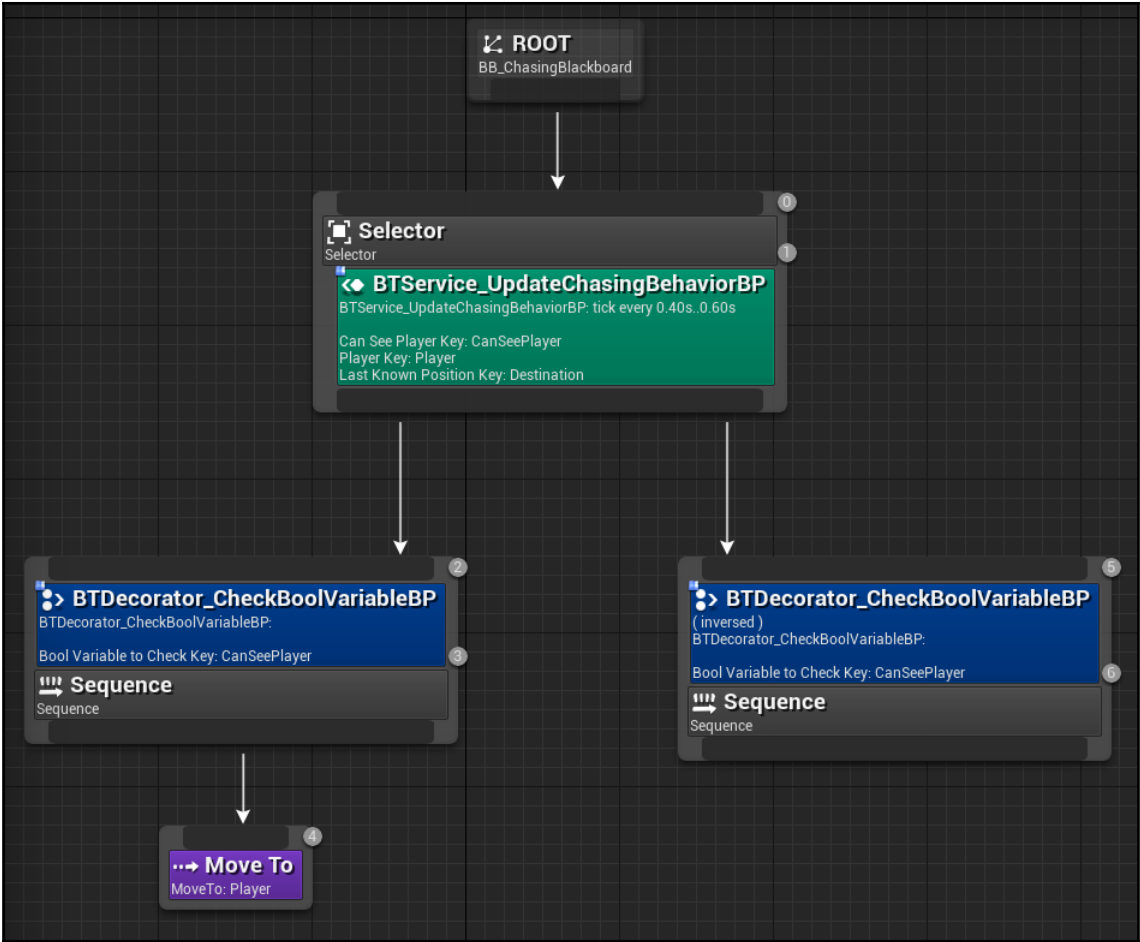 ROOT
BB_ChasingBlackboard
0
Selector
Selector
1
BTService_UpdateChasingBehaviorBP
BTService_UpdateChasingBehaviorBP: tick every 0.40s..0.60s
Can See Player Key: CanSeePlayer
Player Key: Player
Last Known Position Key: Destination
2
BTDecorator_CheckBoolVariableBP
BTDecorator_CheckBoolVariableBP:
Bool Variable to Check Key: CanSeePlayer
3
Sequence
Sequence
4
Move To
MoveTo: Player
5
BTDecorator_CheckBoolVariableBP
( inversed )
BTDecorator_CheckBoolVariableBP:
Bool Variable to Check Key: CanSeePlayer
6
Sequence
Sequence